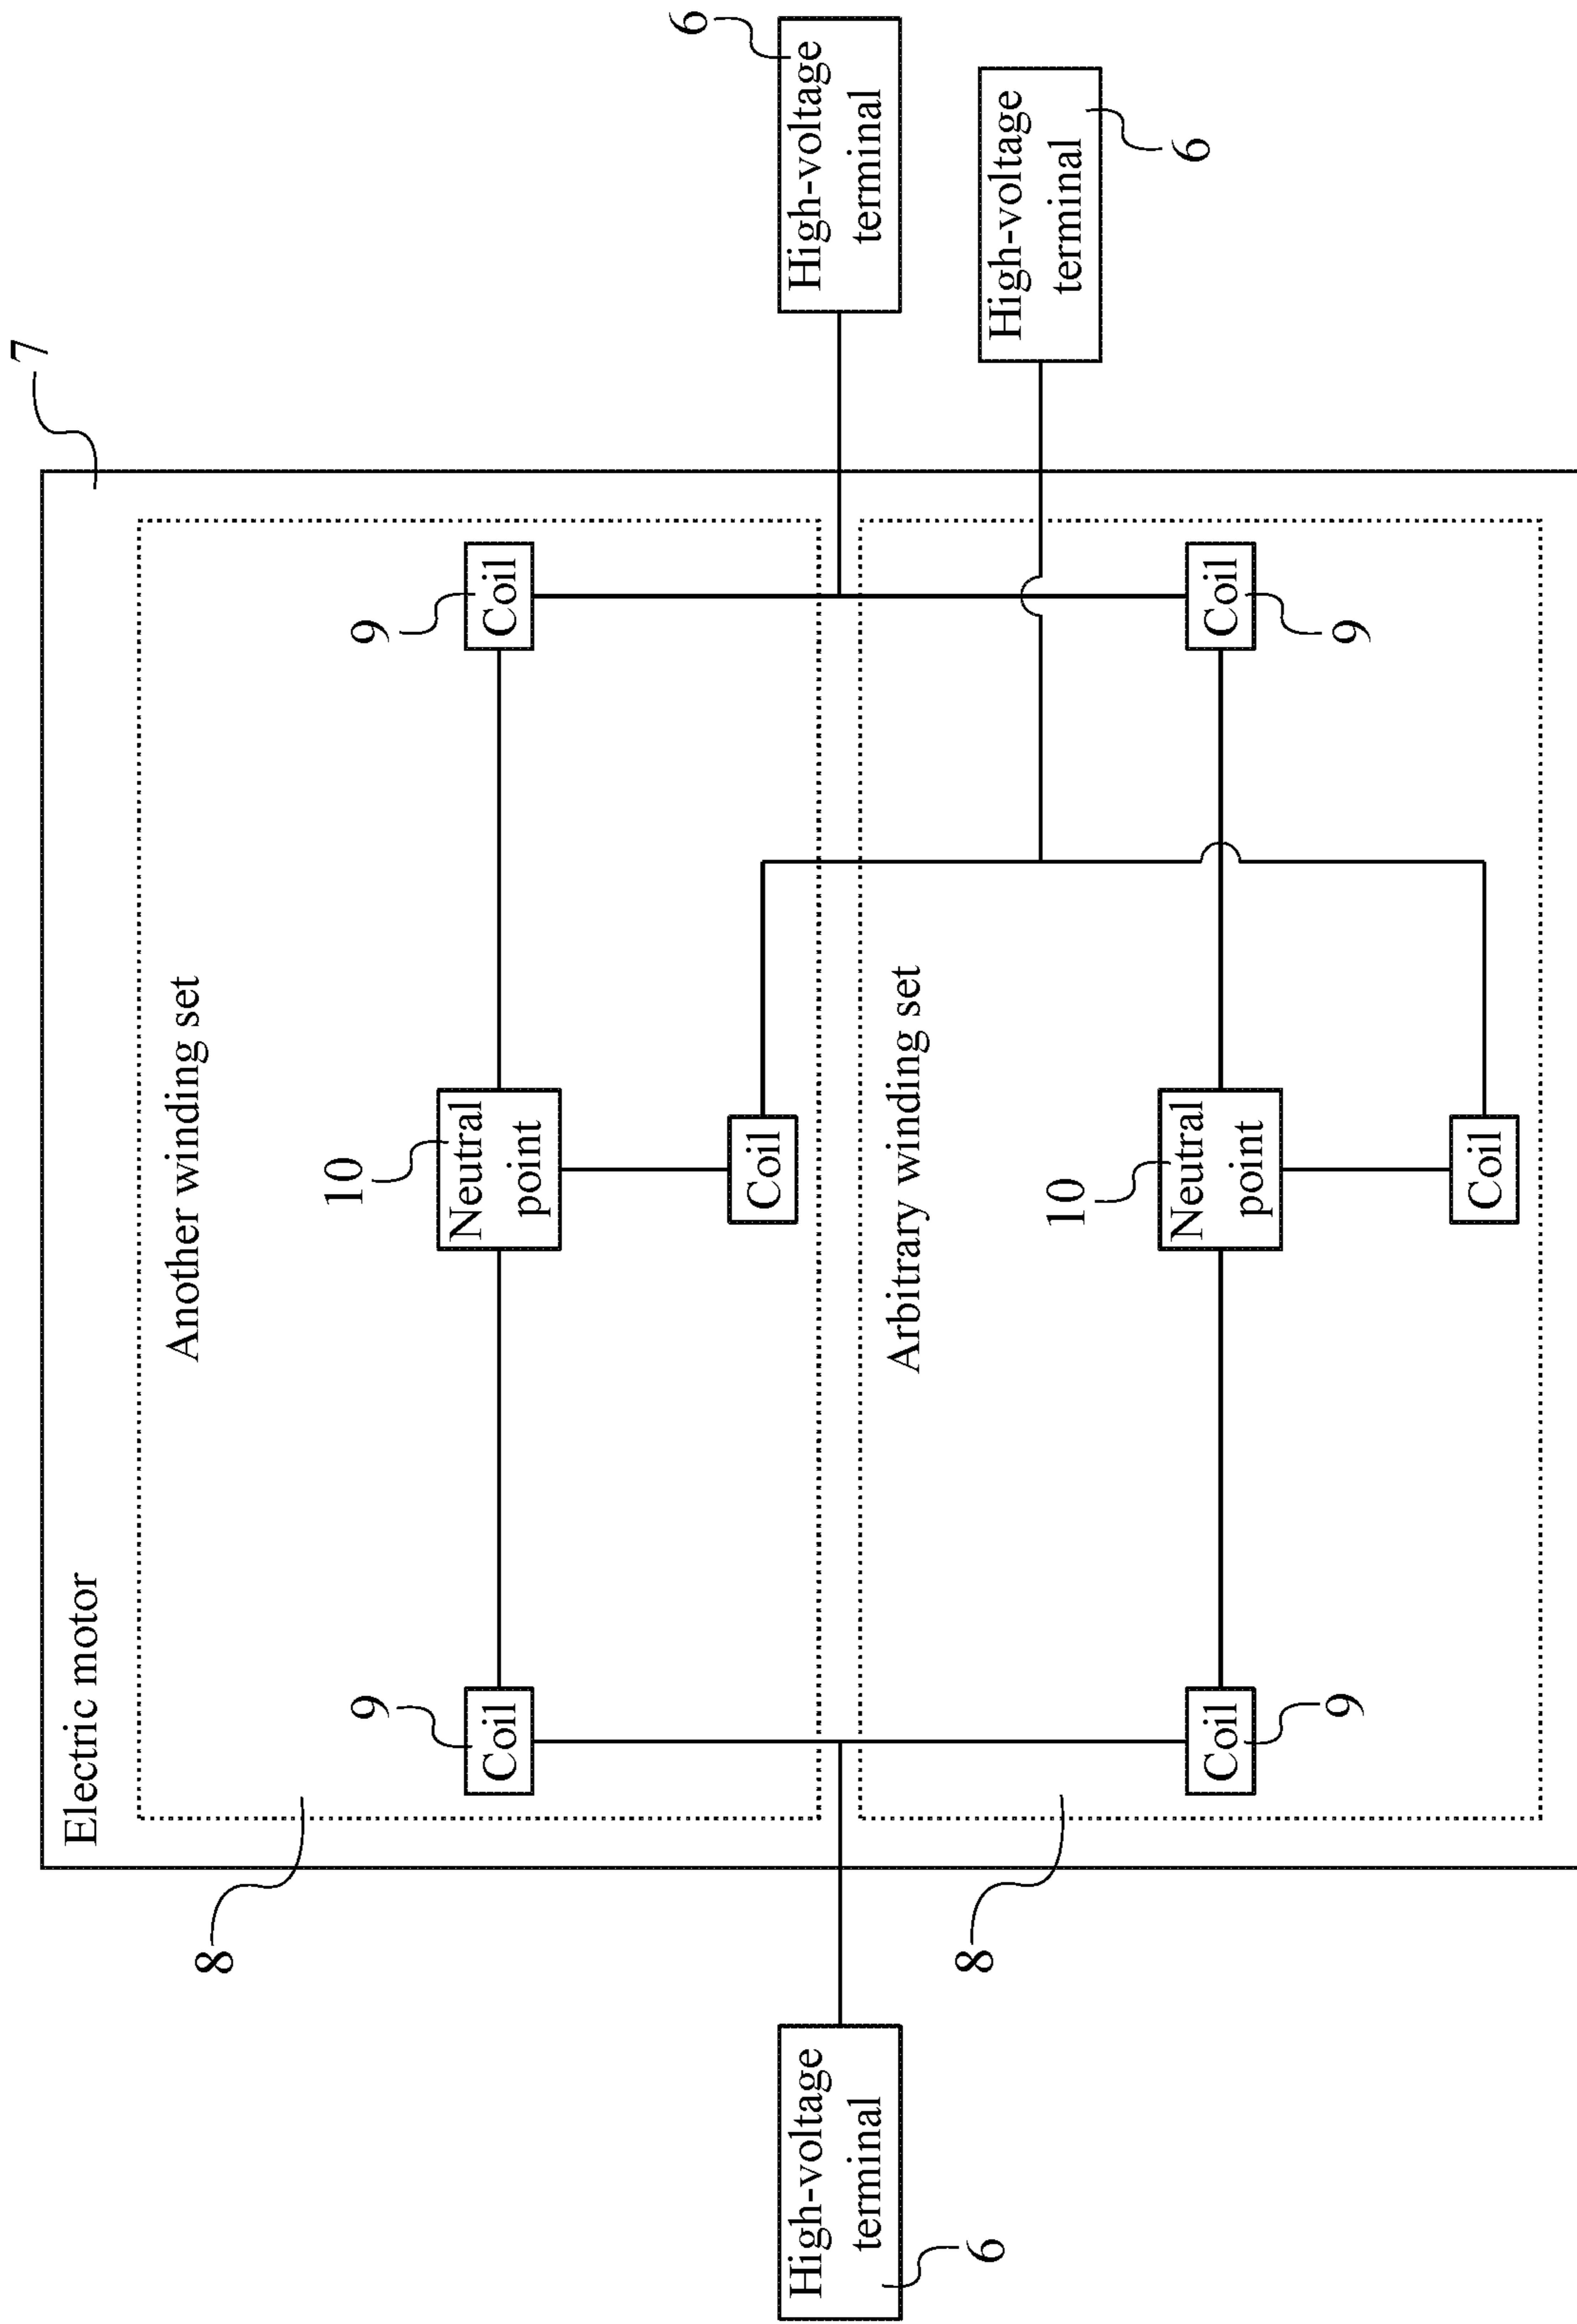 Electric motor
7
Another winding set
8
Coil
9
Neutral
point
10
Coil
9
Coil
High-voltage
terminal
6
High-voltage
terminal
6
High-voltage
terminal
6
Arbitrary winding set
8
Coil
9
Neutral
point
10
Coil
9
Coil